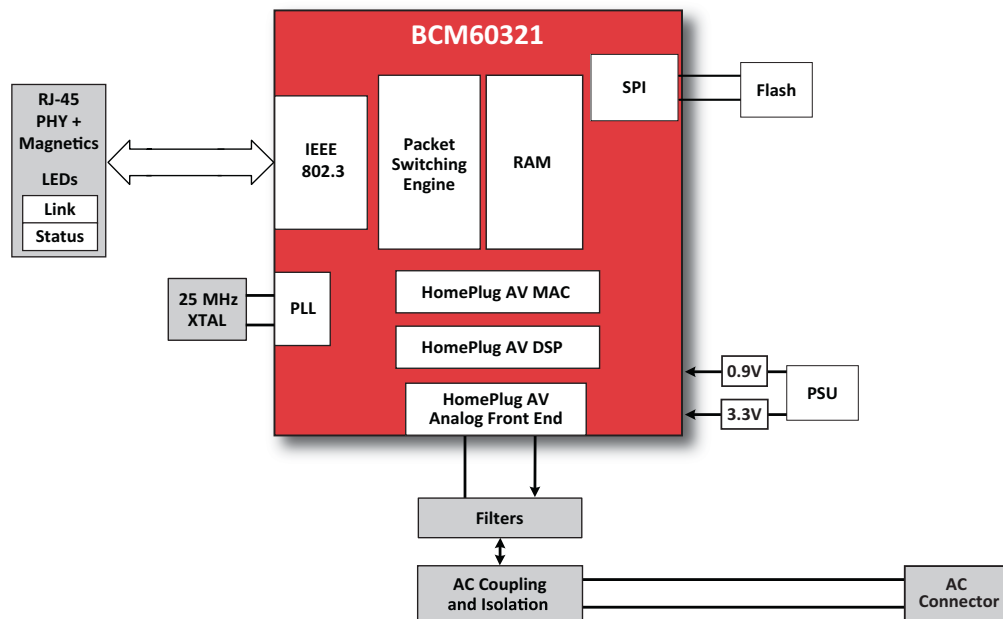 BCM60321
RJ-45
PHY +
Magnetics
LEDs
Link
Status
IEEE
802.3
Packet
Switching
Engine
RAM
SPI
Flash
25 MHz
XTAL
PLL
HomePlug AV MAC
HomePlug AV DSP
HomePlug AV
Analog Front End
0.9V
3.3V
PSU
Filters
AC Coupling
and Isolation
AC
Connector